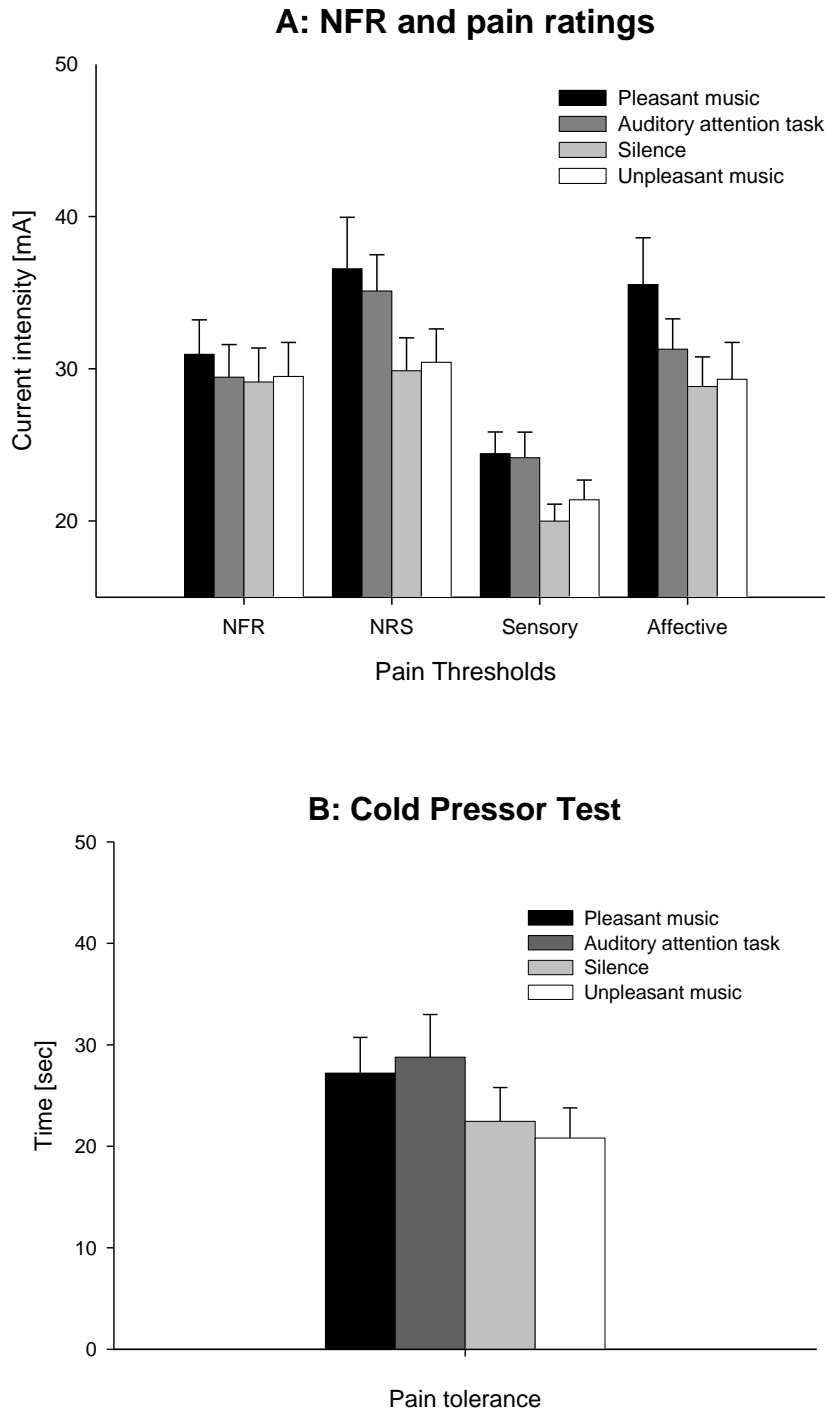 A: NFR and pain ratings
50
40
30
20
Current intensity [mA]
Pleasant music
Auditory attention task
Silence
Unpleasant music
NFR NRS Sensory Affective
Pain Thresholds
B: Cold Pressor Test
50
40
30
20
10
0
Time [sec]
Pleasant music
Auditory attention task
Silence
Unpleasant music
Pain tolerance